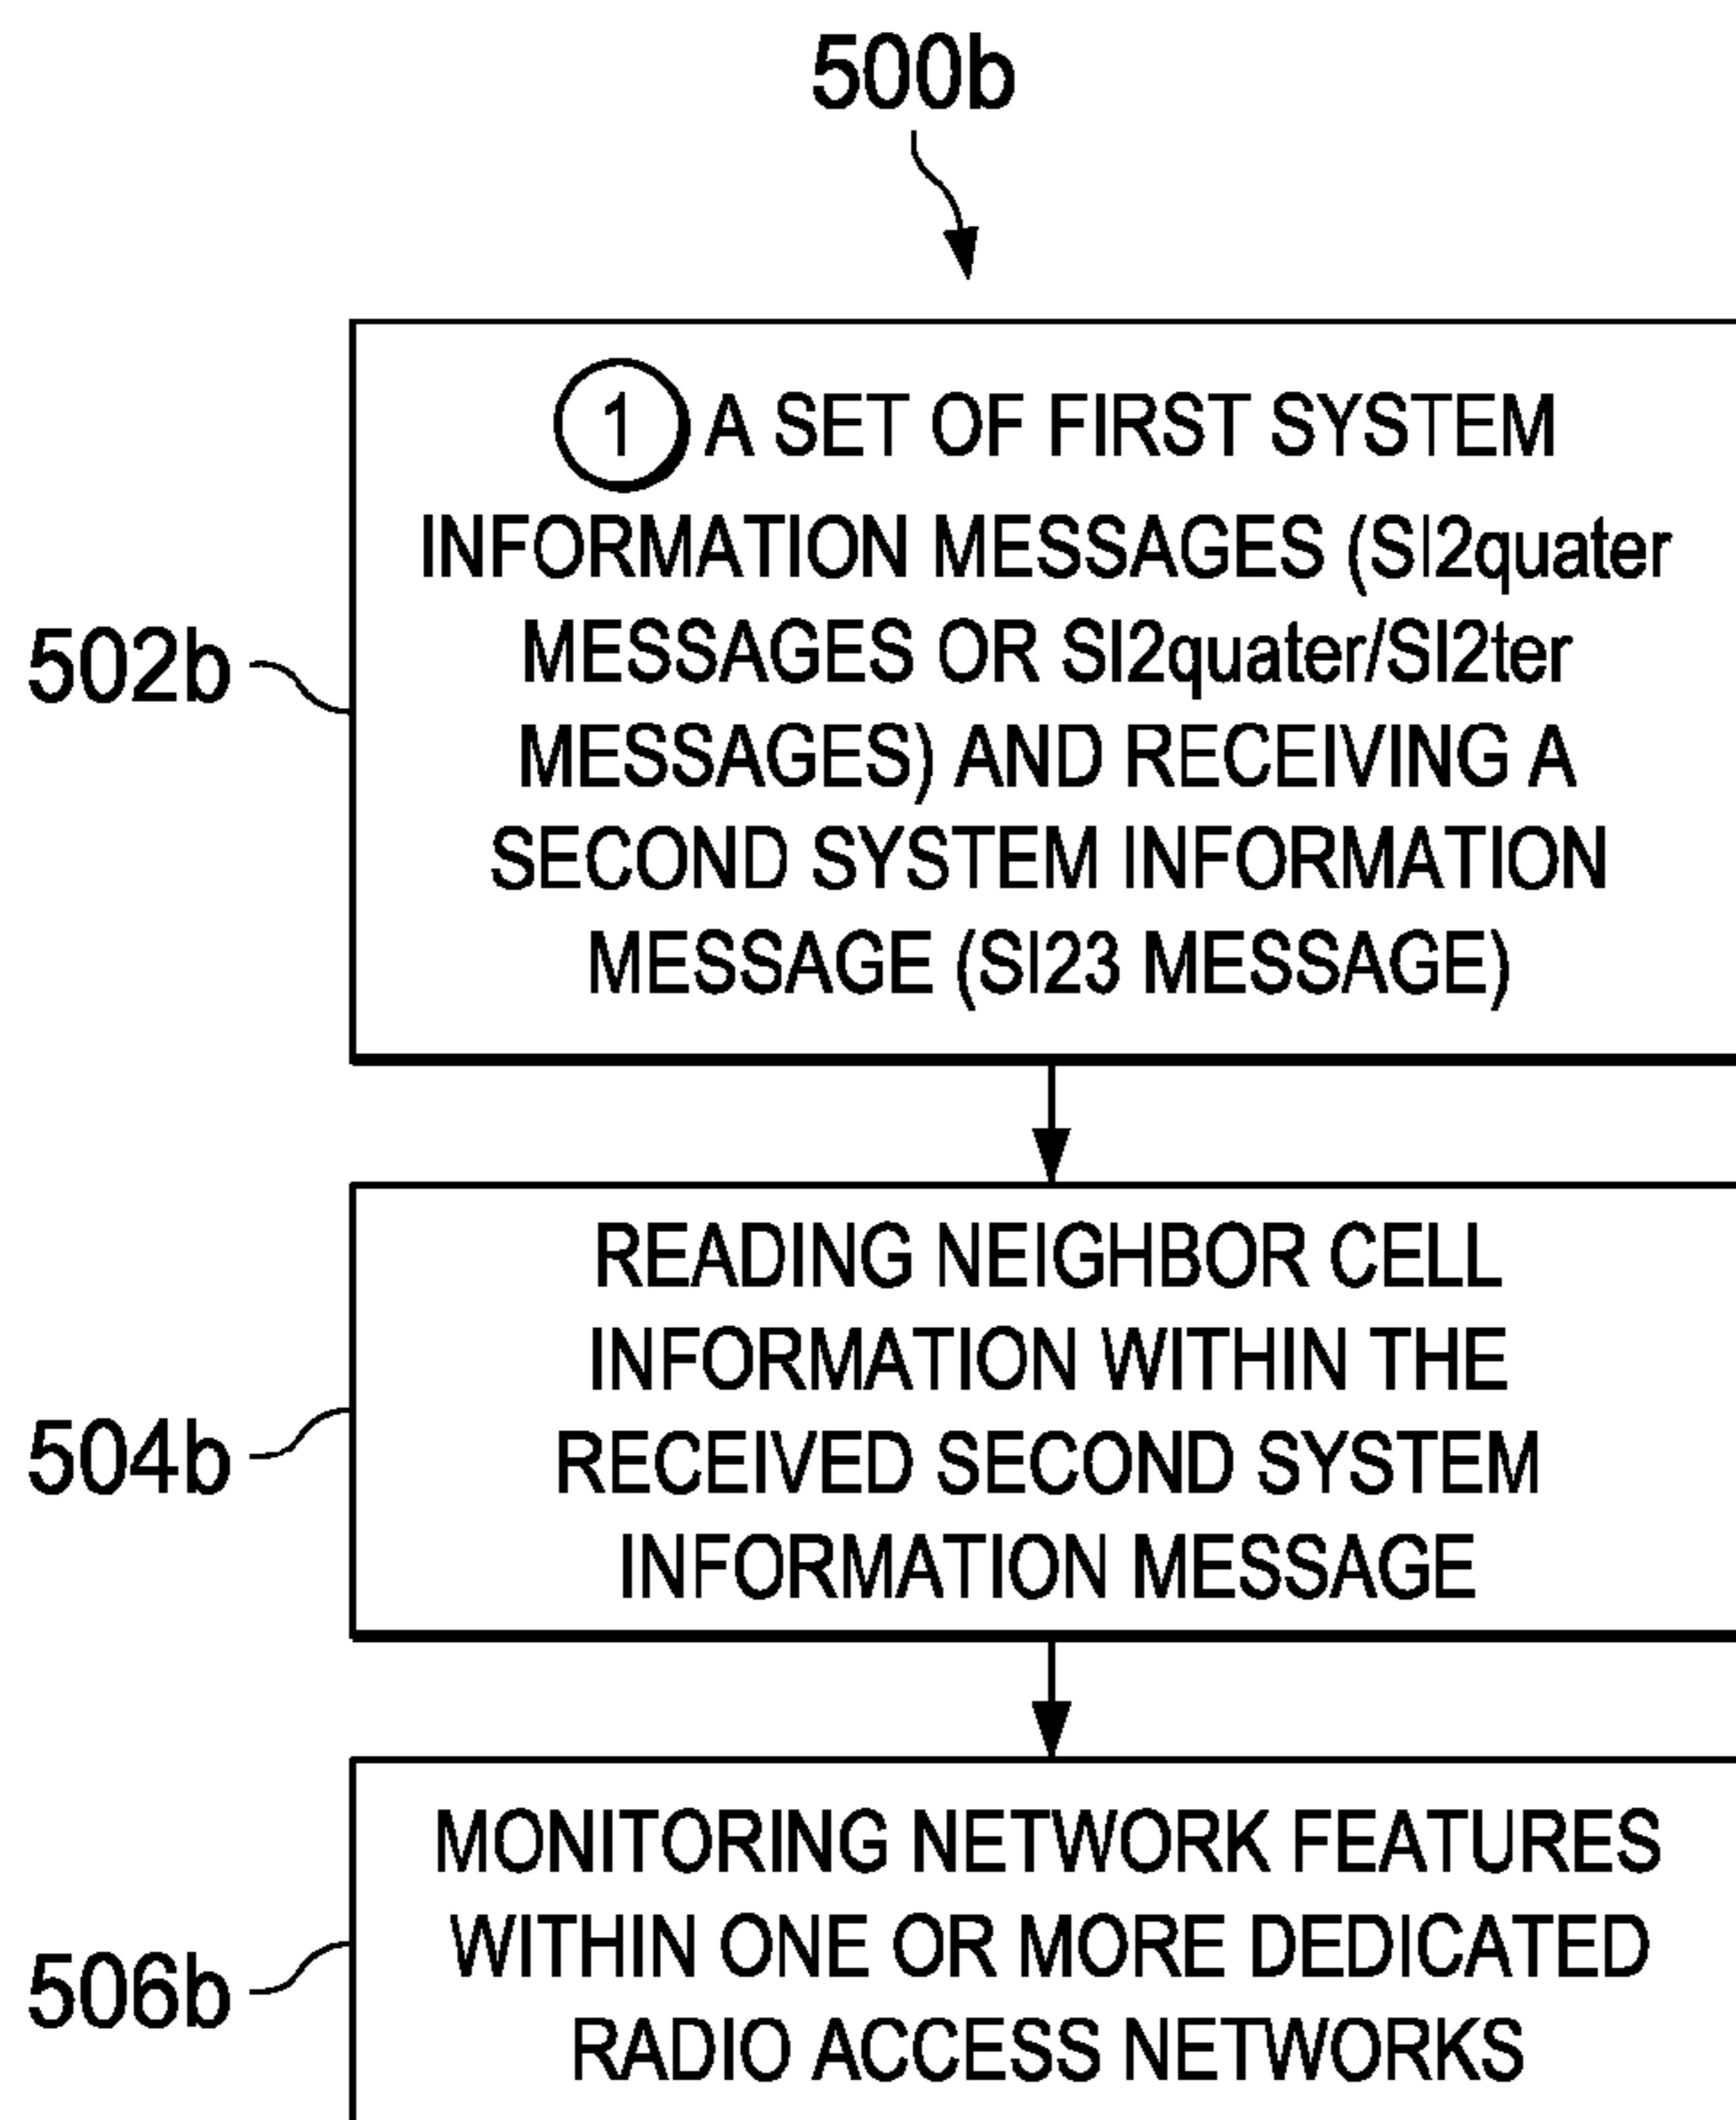 500b
① A SET OF FIRST SYSTEM
INFORMATION MESSAGES (SI2quater
MESSAGES OR SI2quater/SI2ter
MESSAGES) AND RECEIVING A
SECOND SYSTEM INFORMATION
MESSAGE (SI23 MESSAGE)
502b
READING NEIGHBOR CELL
INFORMATION WITHIN THE
RECEIVED SECOND SYSTEM
INFORMATION MESSAGE
504b
MONITORING NETWORK FEATURES
WITHIN ONE OR MORE DEDICATED
RADIO ACCESS NETWORKS
506b